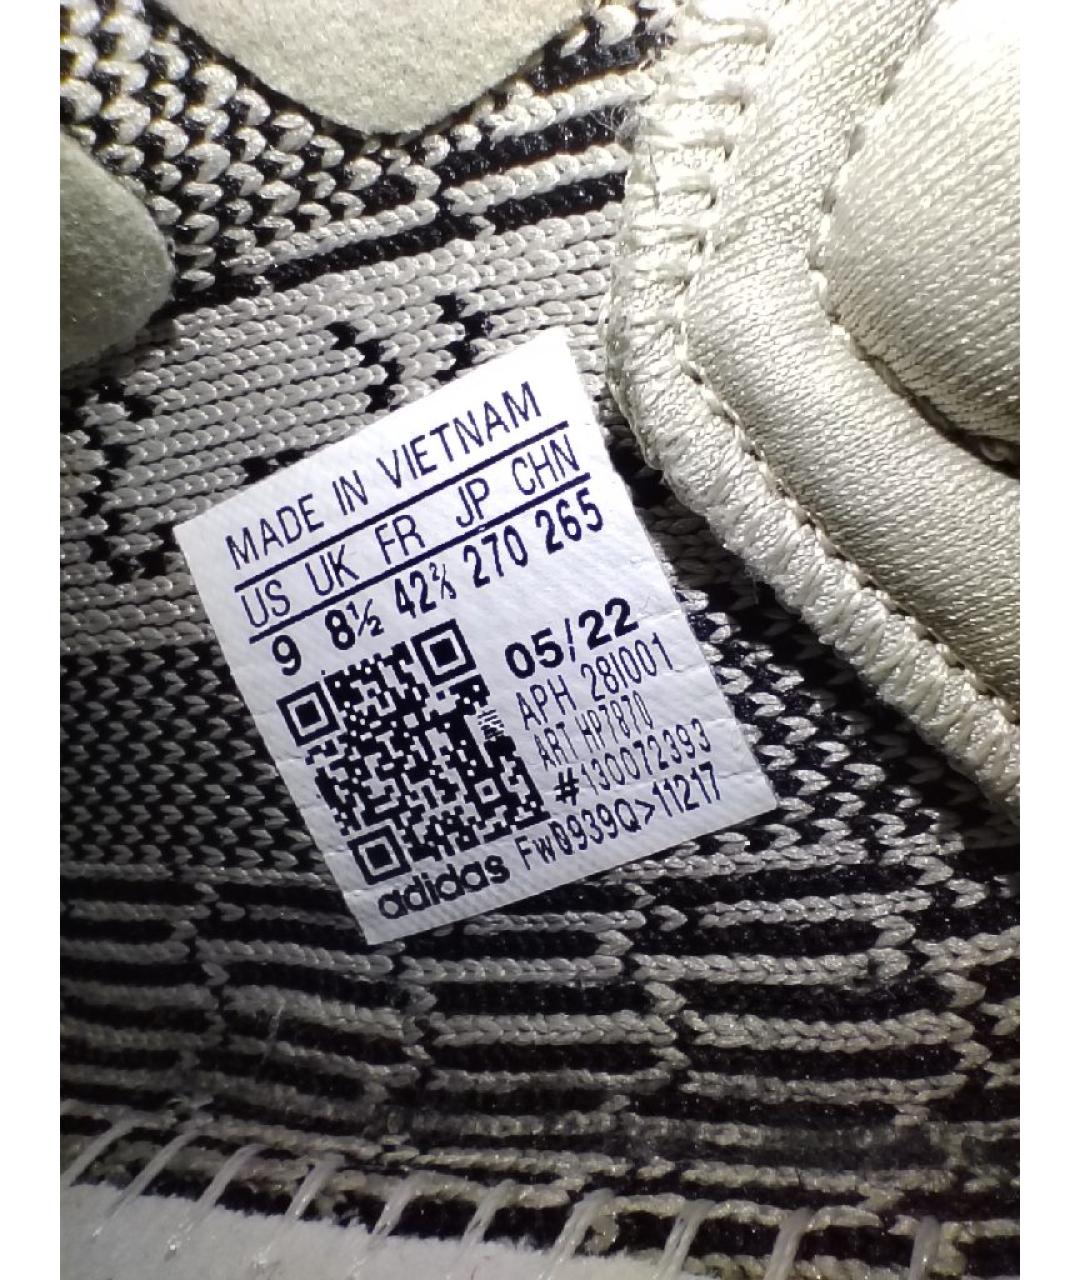 MADE IN VIETNAM
US UK FR JP CHN
9 8½ 42⅔ 270 265
05/22
APH 28I001
ART HP7870
#130072393
adidas FW0939Q>11217